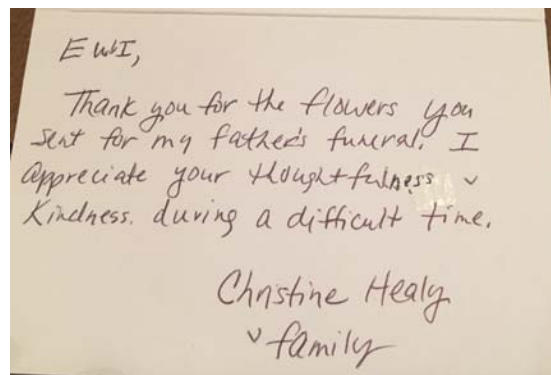 EWI,
Thank you for the flowers you
sent for my father's funeral. I
appreciate your thoughtfulness &
Kindness. during a difficult time.
Christine Healy
& family